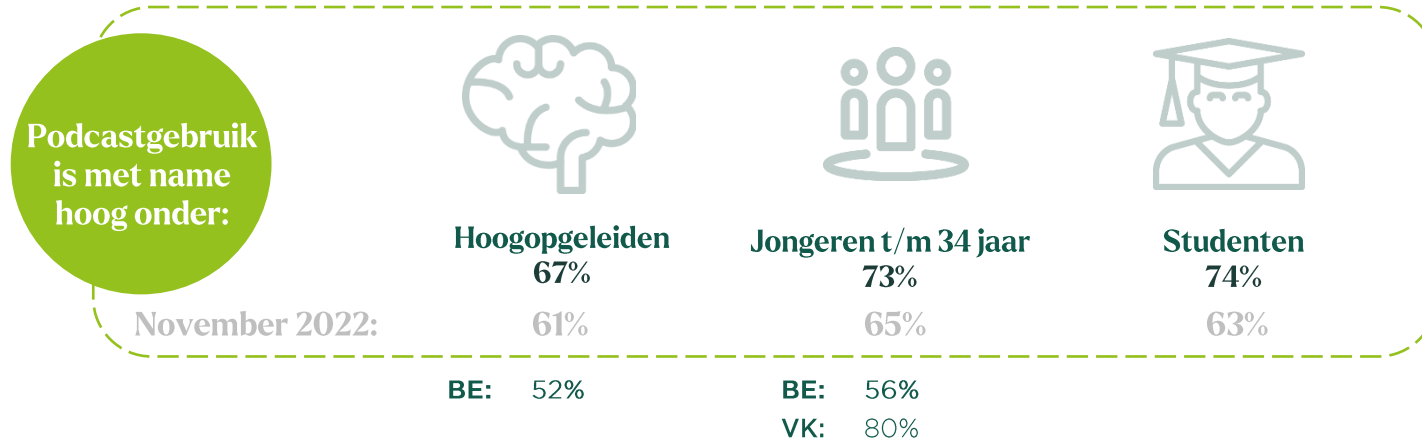 Podcastgebruik
is met name
hoog onder:
Hoogopgeleiden
67%
Jongeren t/m 34 jaar
73%
Studenten
74%
November 2022: 61% 65% 63%
BE: 52% BE: 56%
VK: 80%